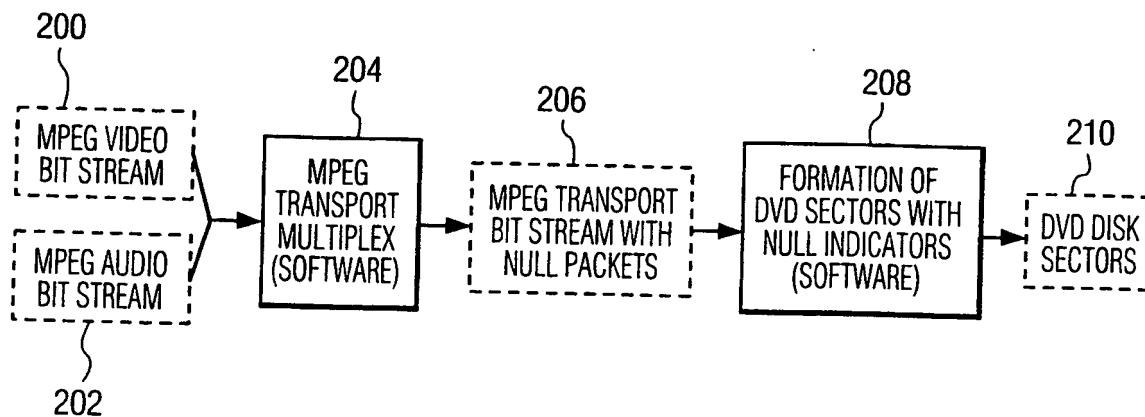 200
MPEG VIDEO
BIT STREAM
MPEG AUDIO
BIT STREAM
202
204
MPEG
TRANSPORT
MULTIPLEX
(SOFTWARE)
206
MPEG TRANSPORT
BIT STREAM WITH
NULL PACKETS
208
FORMATION OF
DVD SECTORS WITH
NULL INDICATORS
(SOFTWARE)
210
DVD DISK
SECTORS